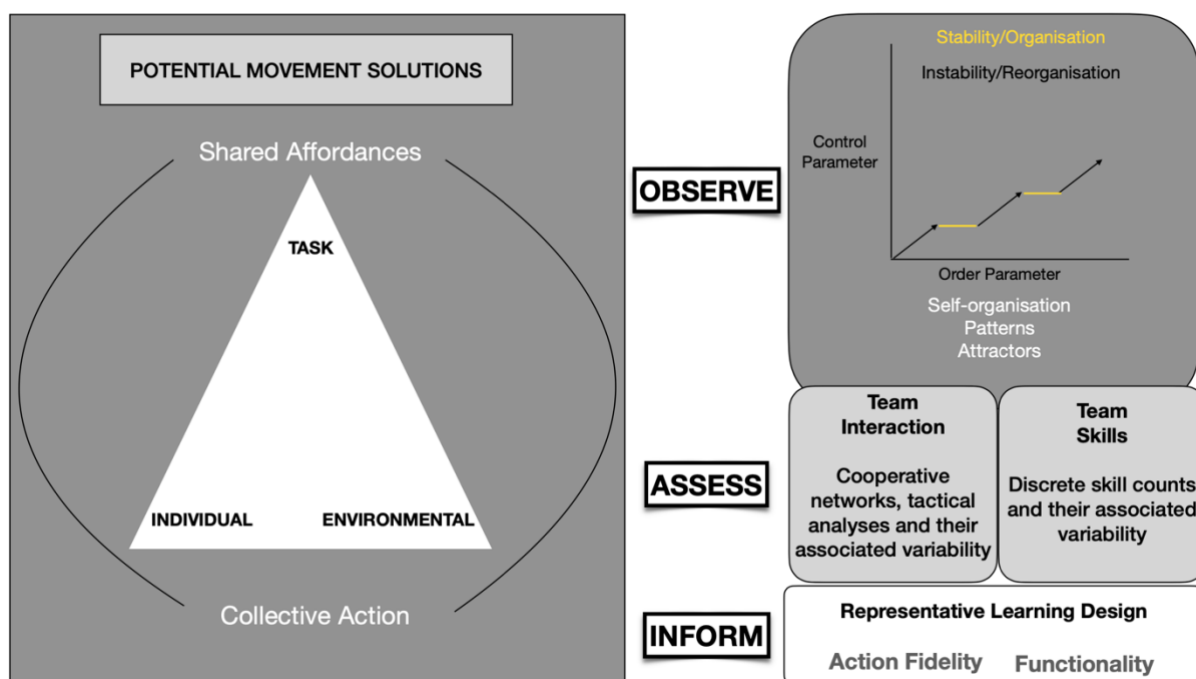 POTENTIAL MOVEMENT SOLUTIONS
Shared Affordances
TASK
INDIVIDUAL
ENVIRONMENTAL
Collective Action
OBSERVE
ASSESS
INFORM
Stability/Organisation
Instability/Reorganisation
Control
Parameter
Order Parameter
Self-organisation
Patterns
Attractors
Team
Interaction
Cooperative
networks, tactical
analyses and their
associated variability
Team
Skills
Discrete skill counts
and their associated
variability
Representative Learning Design
Action Fidelity
Functionality